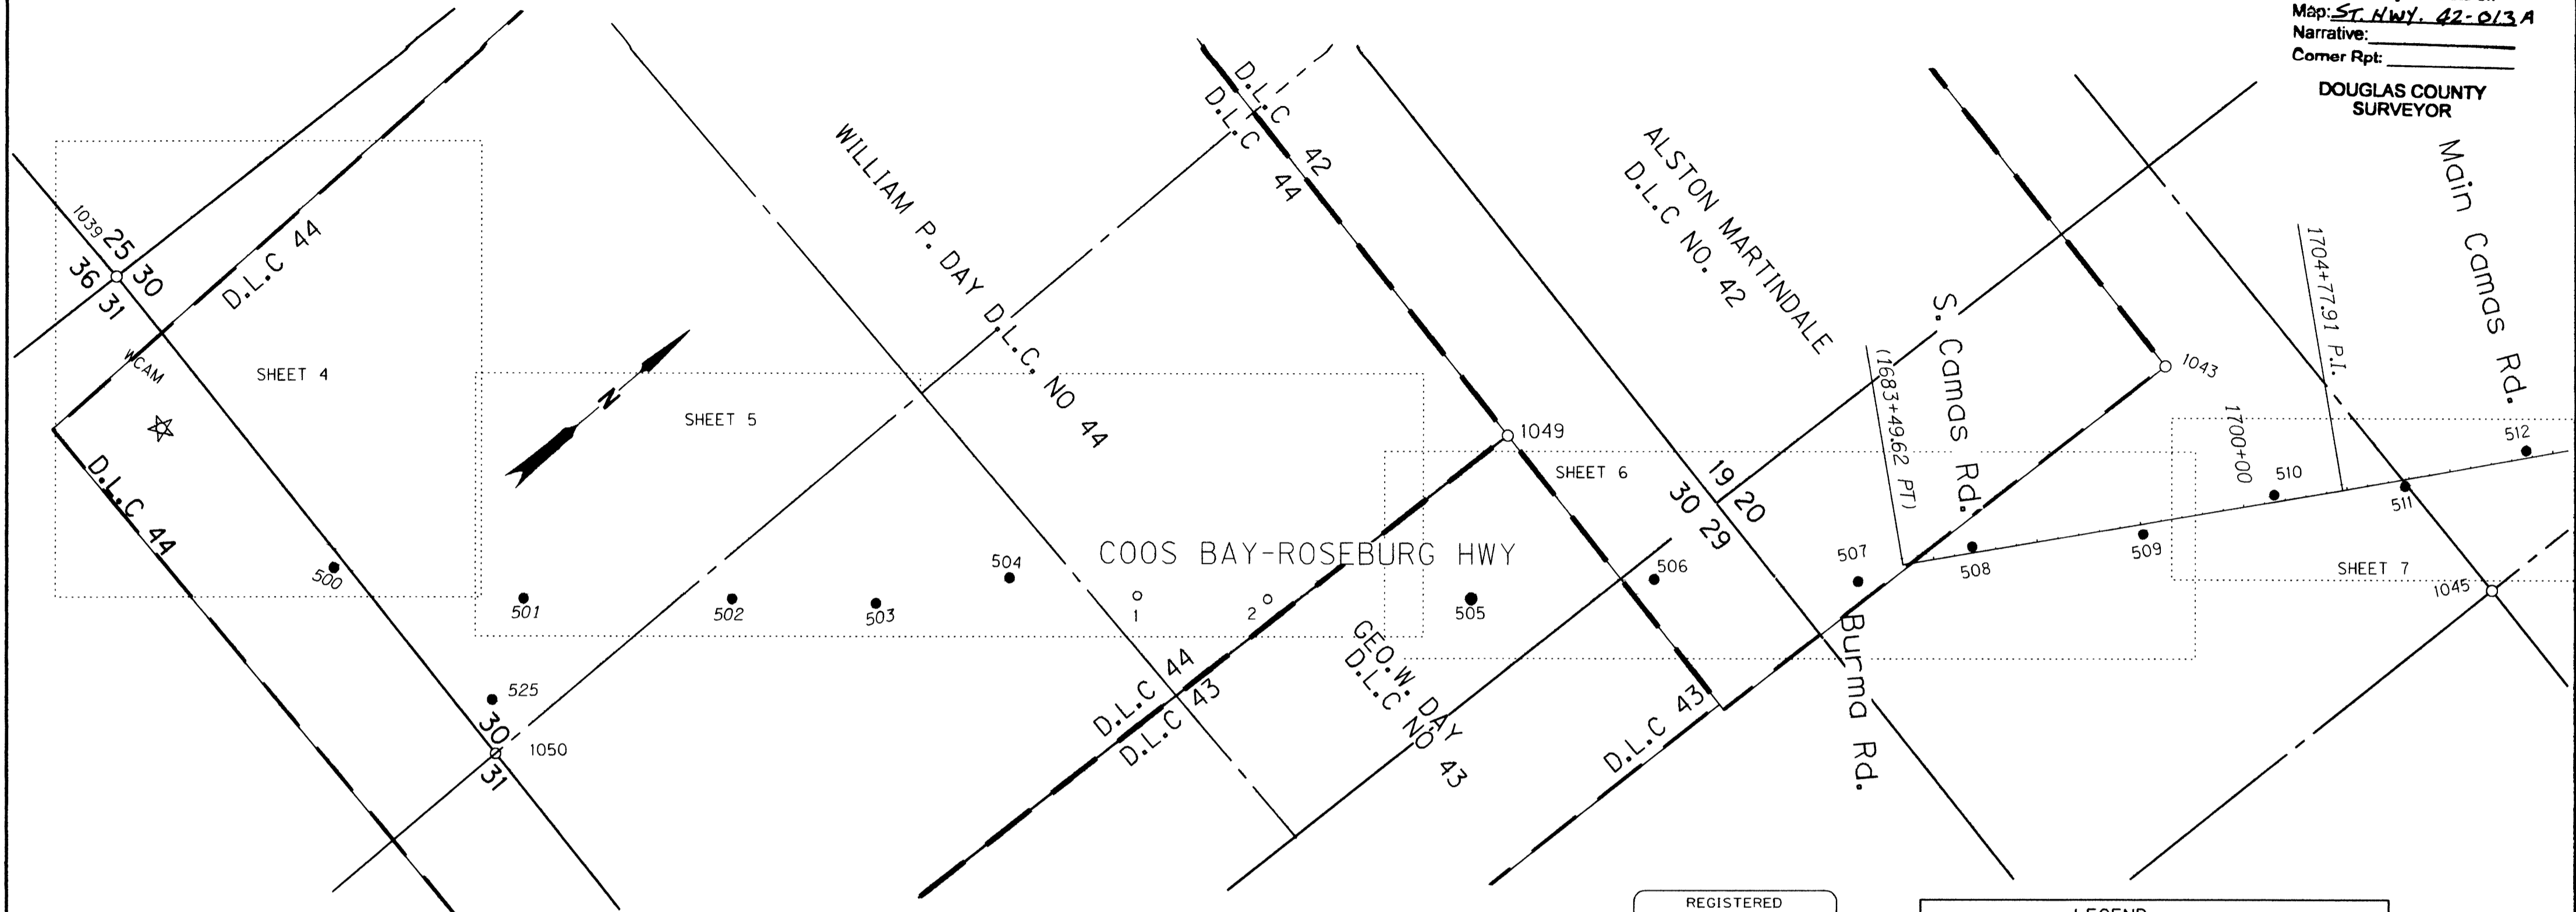 Map: ST. HWY. 42-013A
Narrative:
Corner Rpt:
DOUGLAS COUNTY
SURVEYOR
D.L.C 42
D.L.C 44
WILLIAM P. DAY D.L.C. NO 44
ALSTON MARTINDALE
D.L.C NO. 42
Main Camas Rd.
1039
25
30
36
31
D.L.C 44
WCAM
SHEET 4
N
SHEET 5
S. Camas Rd.
(1683+49.62 PT)
1704+77.91 P.I.
1700+00
1043
1049
SHEET 6
19
20
30
29
512
510
511
509
508
507
SHEET 7
1045
D.L.C 44
500
COOS BAY-ROSEBURG HWY
501
502
503
504
1
2
505
506
Burma Rd.
GEO.W. DAY
D.L.C NO 43
D.L.C 44
D.L.C 43
D.L.C 43
525
30
31
1050
REGISTERED
LEGEND